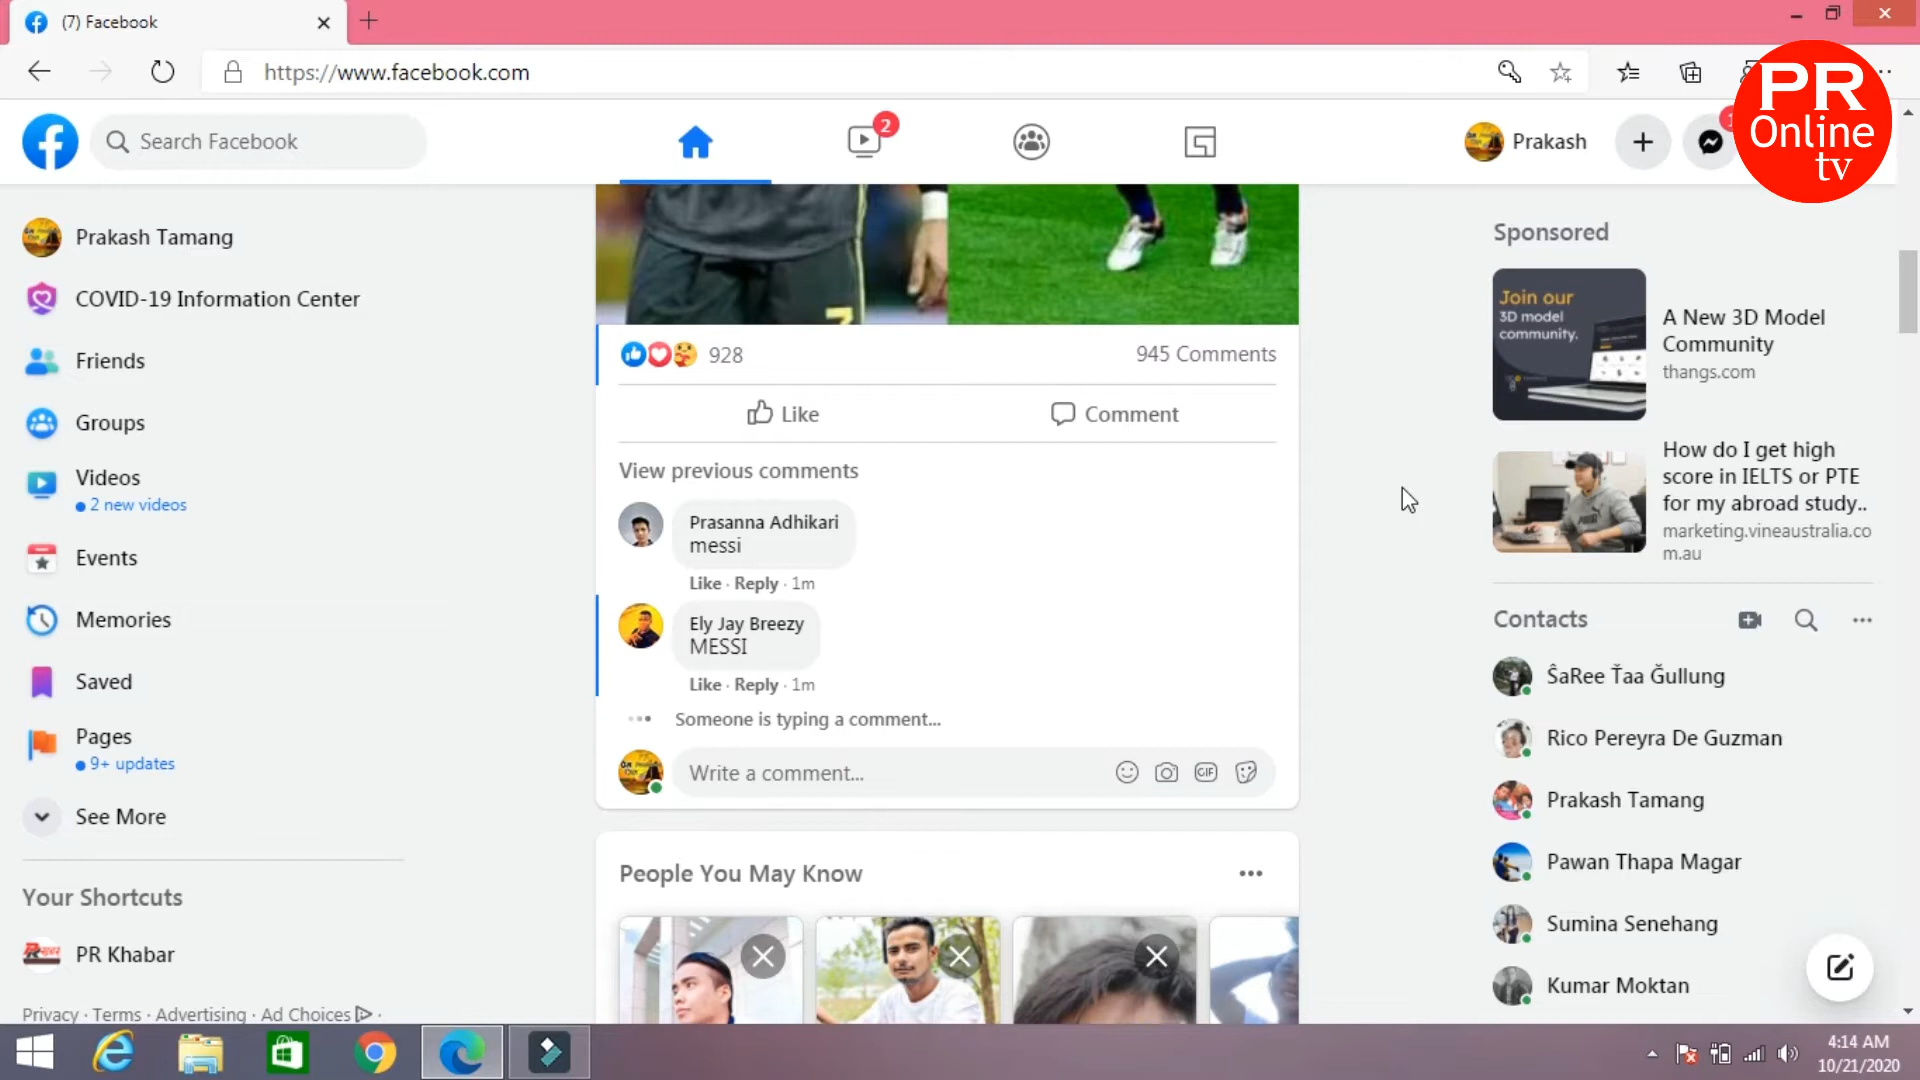 (7) Facebook
https://www.facebook.com
PR
Online
tv
Search Facebook
2
Prakash
Prakash Tamang
COVID-19 Information Center
Friends
Groups
Videos
2 new videos
Events
Memories
Saved
Pages
9+ updates
See More
Your Shortcuts
PR Khabar
Privacy · Terms · Advertising · Ad Choices ·
928
945 Comments
Like
Comment
View previous comments
Prasanna Adhikari
messi
Like · Reply · 1m
Ely Jay Breezy
MESSI
Like · Reply · 1m
Someone is typing a comment...
Write a comment...
GIF
People You May Know
Sponsored
Join our
3D model
community.
A New 3D Model
Community
thangs.com
How do I get high
score in IELTS or PTE
for my abroad study..
marketing.vineaustralia.co
m.au
Contacts
ŜaRee Ťaa Ğullung
Rico Pereyra De Guzman
Prakash Tamang
Pawan Thapa Magar
Sumina Senehang
Kumar Moktan
4:14 AM
10/21/2020